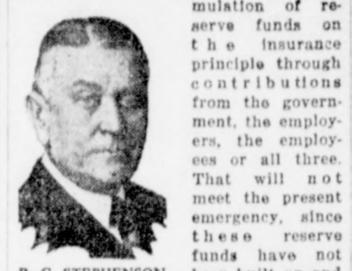 mulation of re-
serve funds on
the insurance
principle through
contributions
from the govern-
ment, the employ-
ers, the employ-
ees or all three.
That will not
meet the present
emergency, since
these reserve
funds have not
STEPHENSON